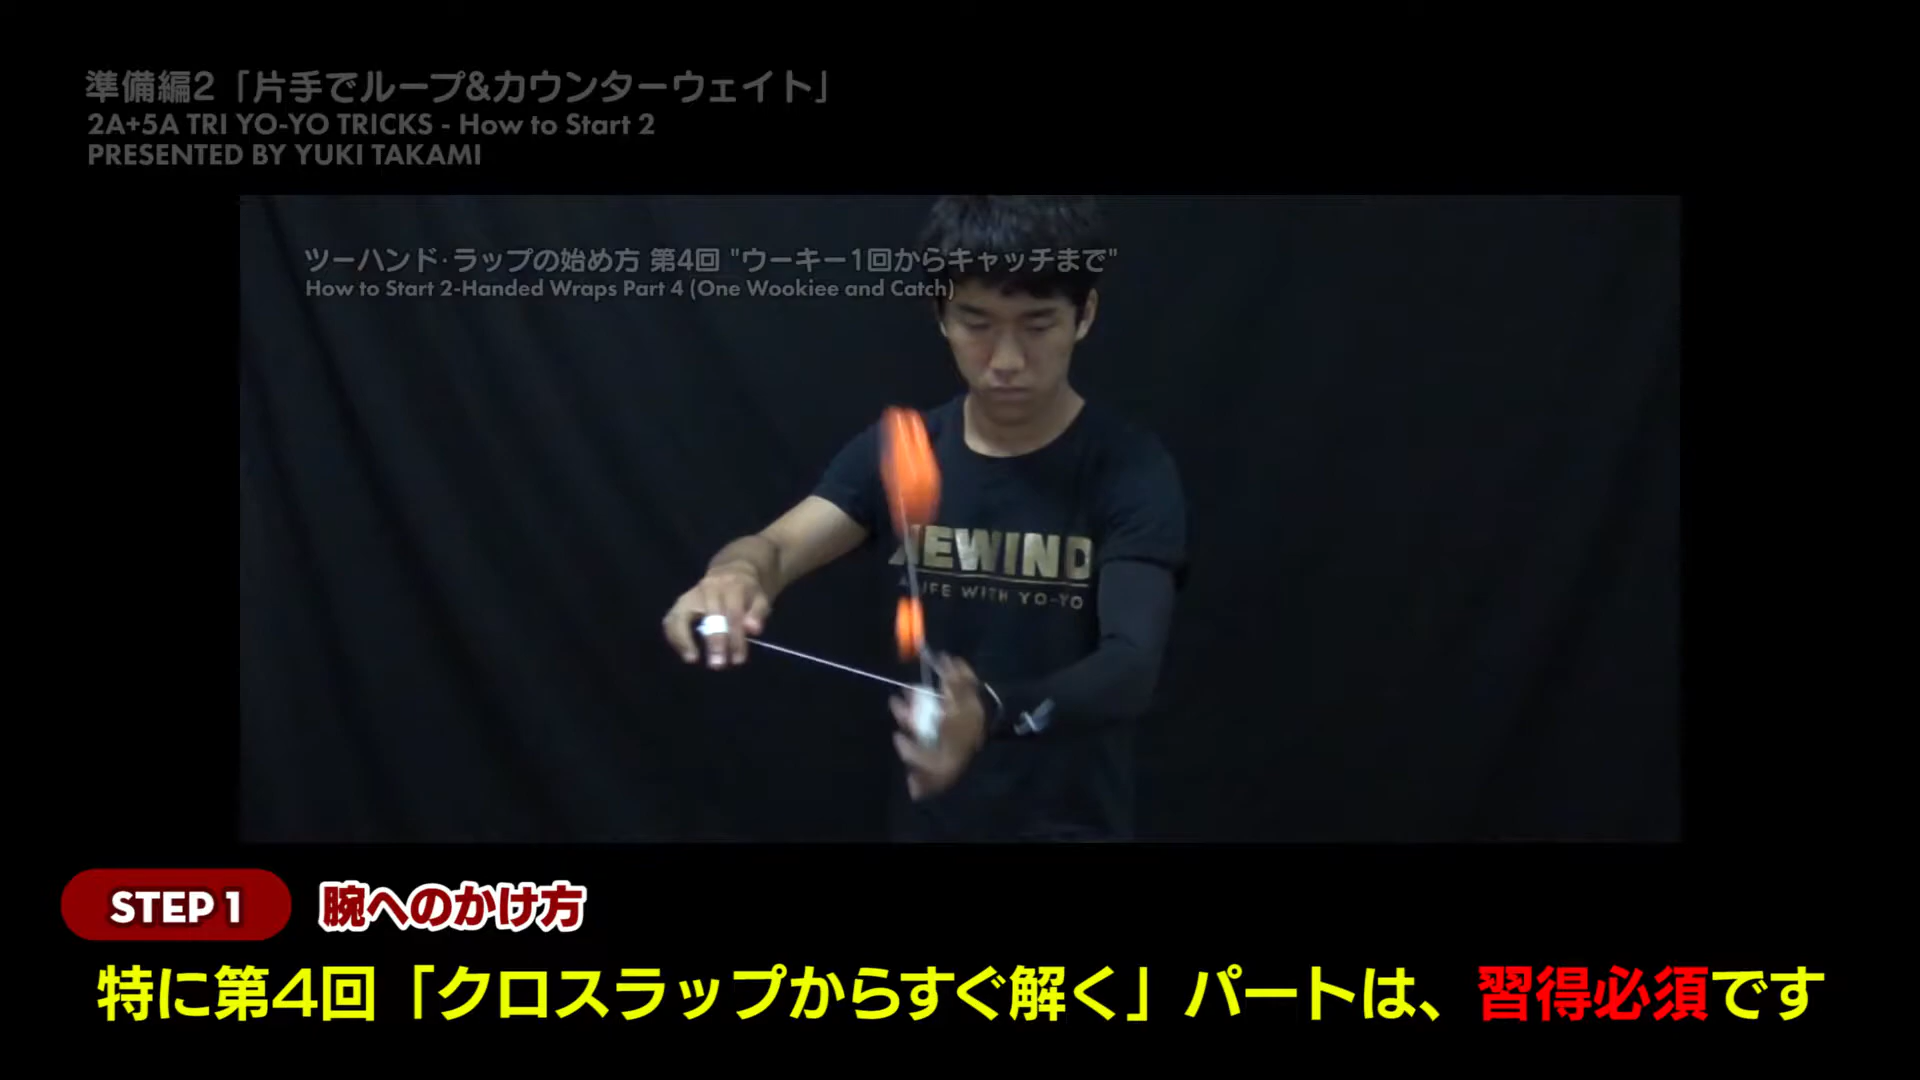 準備編2「片手でループ&カウンターウェイト」
2A+5A TRI YO-YO TRICKS - How to Start 2
PRESENTED BY YUKI TAKAMI
ツーハンド・ラップの始め方 第4回 "ウーキー1回からキャッチまで"
How to Start 2-Handed Wraps Part 4 (One Wookiee and Catch)
REWIND
A LIFE WITH YO-YO
STEP 1 腕へのかけ方
特に第4回「クロスラップからすぐ解く」パートは、習得必須です